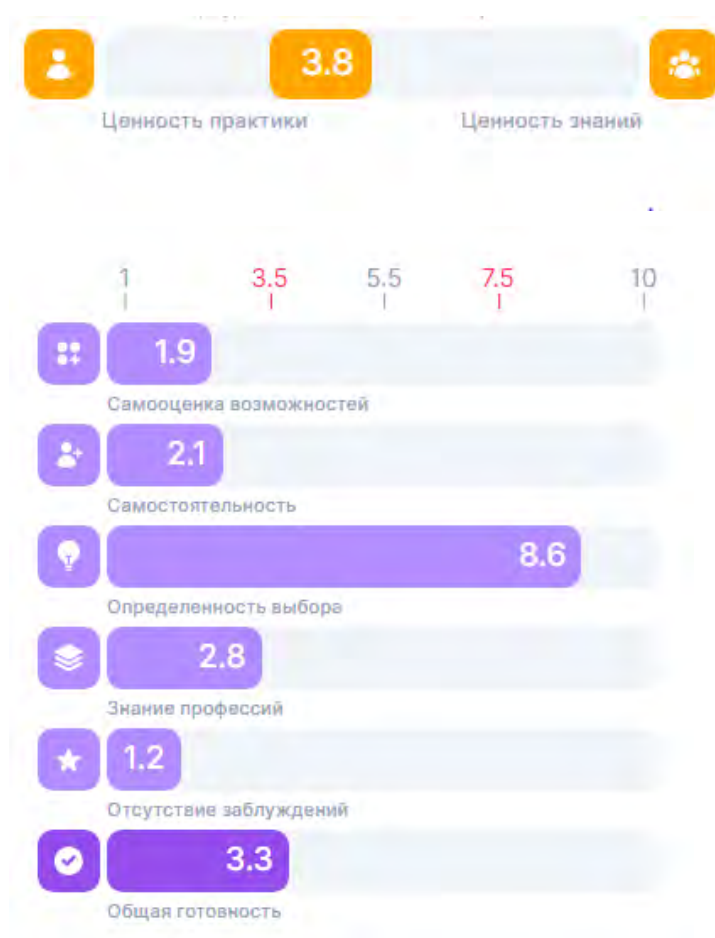 3.8
Ценность практики Ценность знаний
1 3.5 5.5 7.5 10
1.9
Самооценка возможностей
2.1
Самостоятельность
8.6
Определенность выбора
2.8
Знание профессий
1.2
Отсутствие заблуждений
3.3
Общая готовность